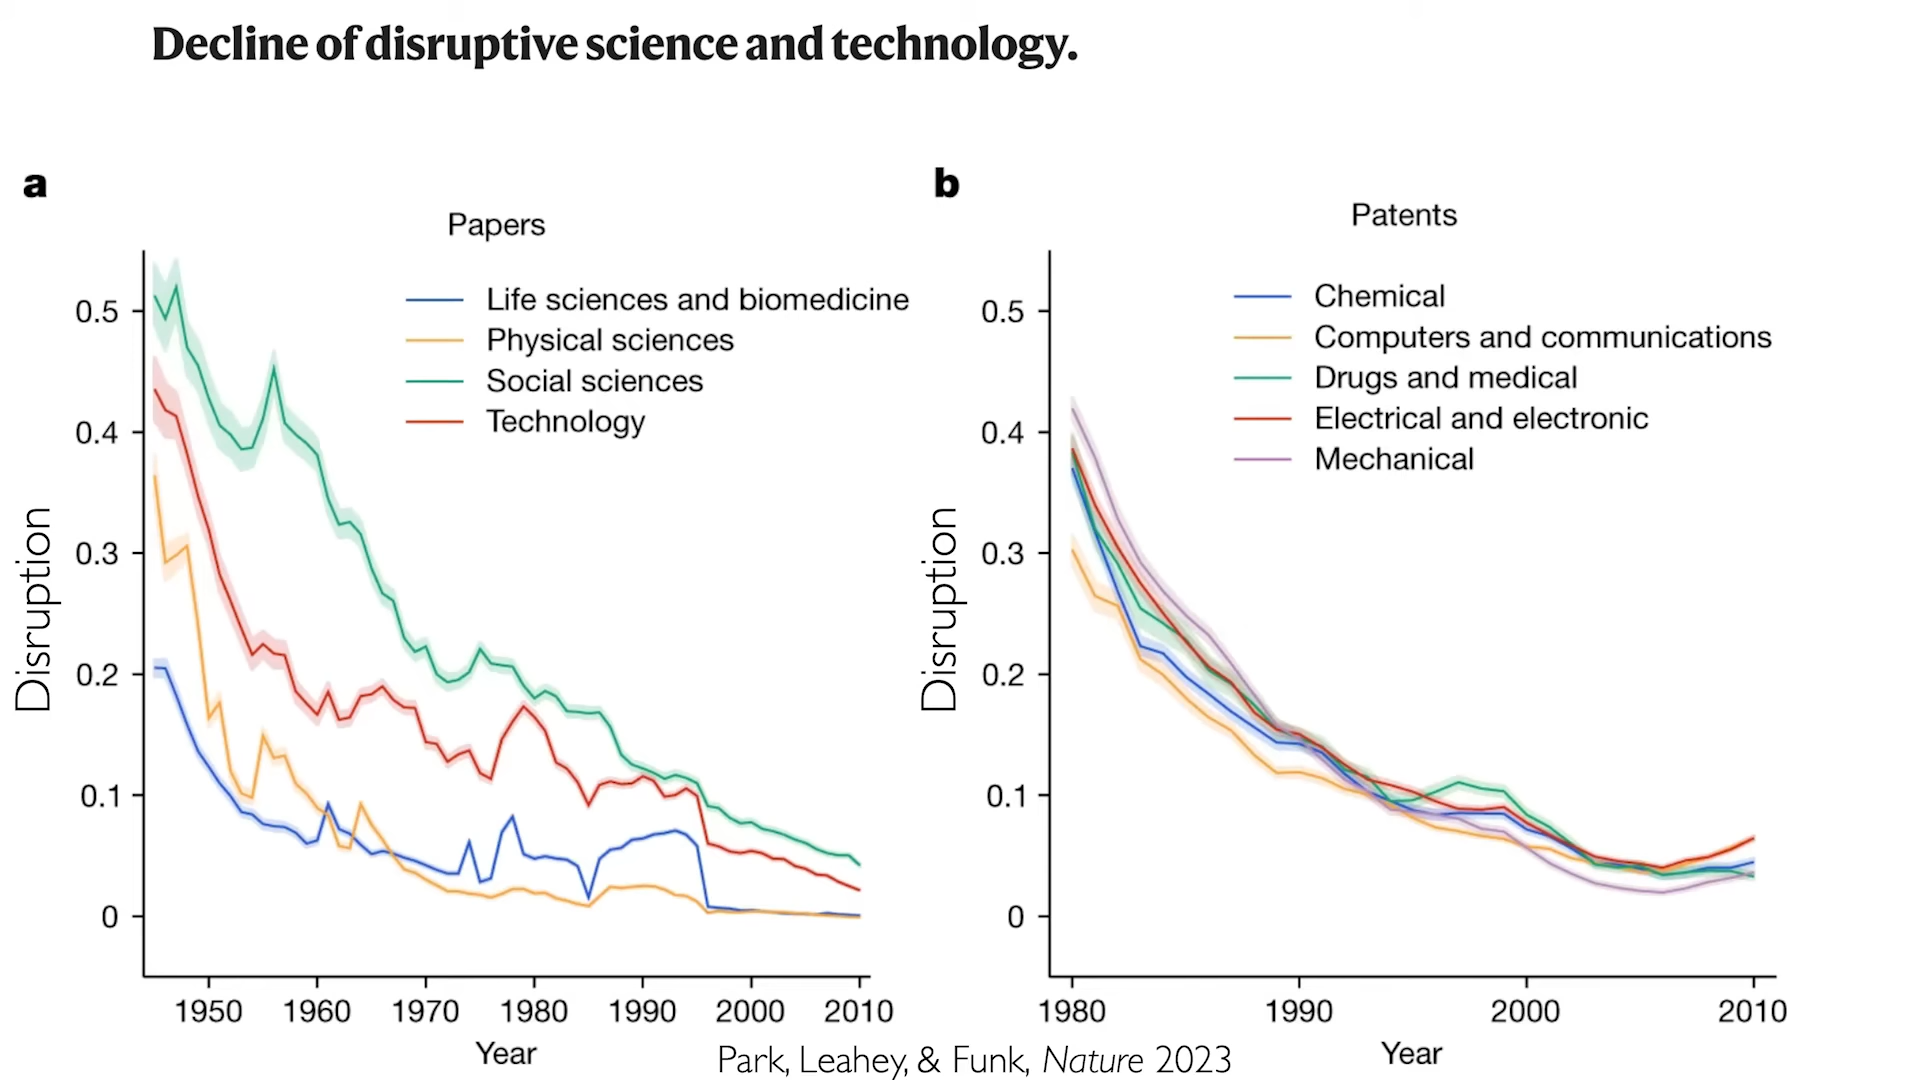 Decline of disruptive science and technology.
a
Papers
Life sciences and biomedicine
Physical sciences
Social sciences
Technology
Disruption
0.5
0.4
0.3
0.2
0.1
0
1950 1960 1970 1980 1990 2000 2010
Year
b
Patents
Chemical
Computers and communications
Drugs and medical
Electrical and electronic
Mechanical
Disruption
0.5
0.4
0.3
0.2
0.1
0
1980 1990 2000 2010
Year
Park, Leahey, & Funk, Nature 2023